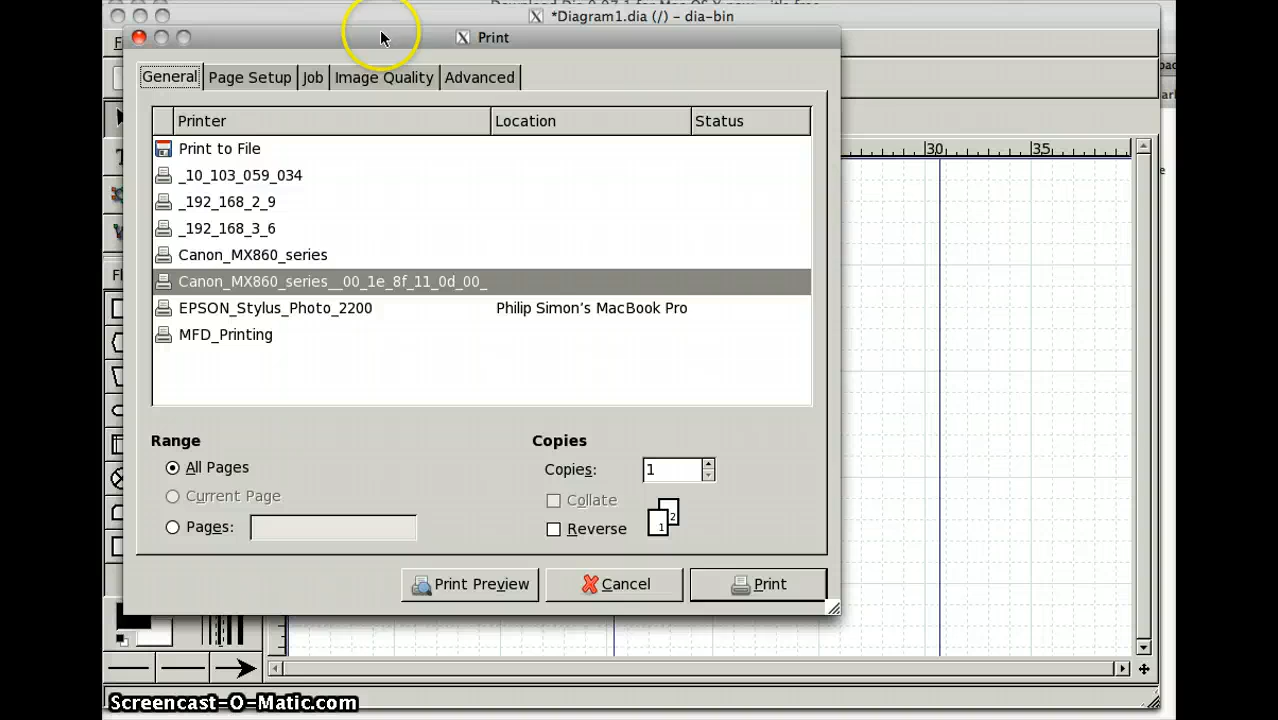 *Diagram1.dia (/) - dia-bin
Print
General Page Setup Job Image Quality Advanced
Printer Location Status
Print to File
_10_103_059_034
_192_168_2_9
_192_168_3_6
Canon_MX860_series
Canon_MX860_series__00_1e_8f_11_0d_00_
EPSON_Stylus_Photo_2200 Philip Simon's MacBook Pro
MFD_Printing
Range
All Pages
Current Page
Pages:
Copies
Copies: 1
Collate
Reverse
1 2
Print Preview Cancel Print
30 35
Screencast-O-Matic.com